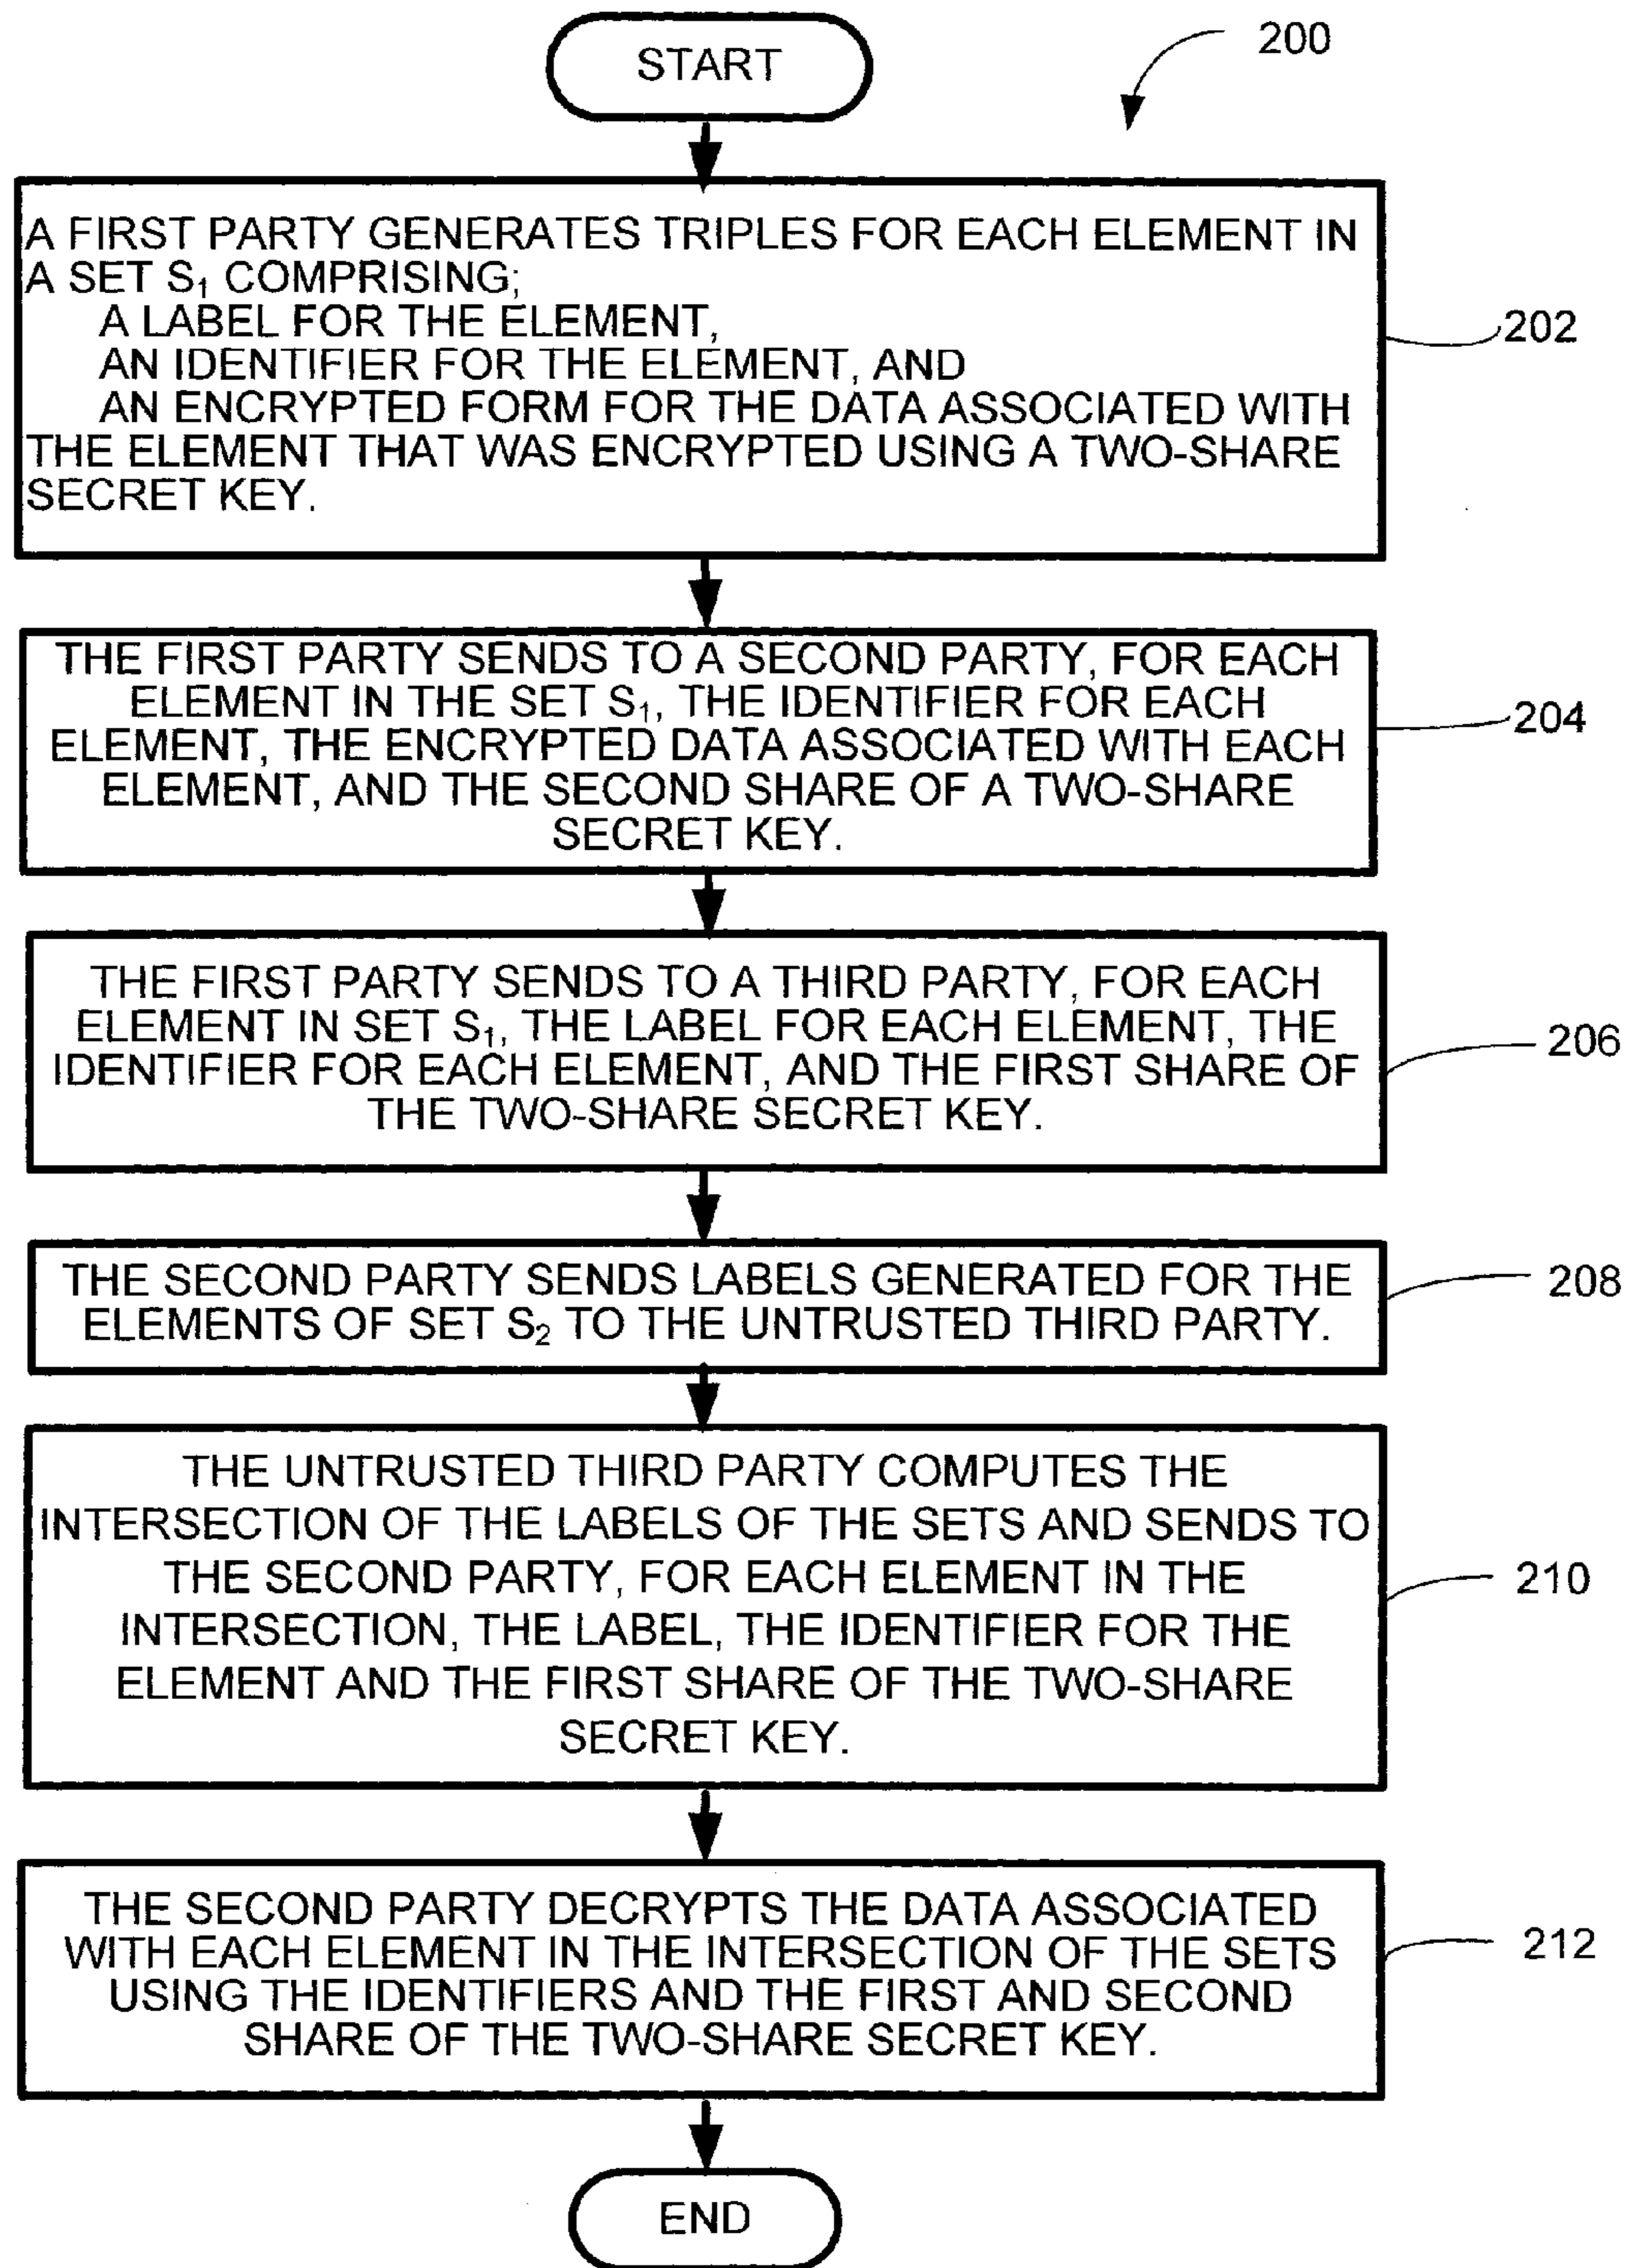 START
200
A FIRST PARTY GENERATES TRIPLES FOR EACH ELEMENT IN
A SET S₁ COMPRISING;
A LABEL FOR THE ELEMENT,
AN IDENTIFIER FOR THE ELEMENT, AND
AN ENCRYPTED FORM FOR THE DATA ASSOCIATED WITH
THE ELEMENT THAT WAS ENCRYPTED USING A TWO-SHARE
SECRET KEY.
202
THE FIRST PARTY SENDS TO A SECOND PARTY, FOR EACH
ELEMENT IN THE SET S₁, THE IDENTIFIER FOR EACH
ELEMENT, THE ENCRYPTED DATA ASSOCIATED WITH EACH
ELEMENT, AND THE SECOND SHARE OF A TWO-SHARE
SECRET KEY.
204
THE FIRST PARTY SENDS TO A THIRD PARTY, FOR EACH
ELEMENT IN SET S₁, THE LABEL FOR EACH ELEMENT, THE
IDENTIFIER FOR EACH ELEMENT, AND THE FIRST SHARE OF
THE TWO-SHARE SECRET KEY.
206
THE SECOND PARTY SENDS LABELS GENERATED FOR THE
ELEMENTS OF SET S₂ TO THE UNTRUSTED THIRD PARTY.
208
THE UNTRUSTED THIRD PARTY COMPUTES THE
INTERSECTION OF THE LABELS OF THE SETS AND SENDS TO
THE SECOND PARTY, FOR EACH ELEMENT IN THE
INTERSECTION, THE LABEL, THE IDENTIFIER FOR THE
ELEMENT AND THE FIRST SHARE OF THE TWO-SHARE
SECRET KEY.
210
THE SECOND PARTY DECRYPTS THE DATA ASSOCIATED
WITH EACH ELEMENT IN THE INTERSECTION OF THE SETS
USING THE IDENTIFIERS AND THE FIRST AND SECOND
SHARE OF THE TWO-SHARE SECRET KEY.
212
END